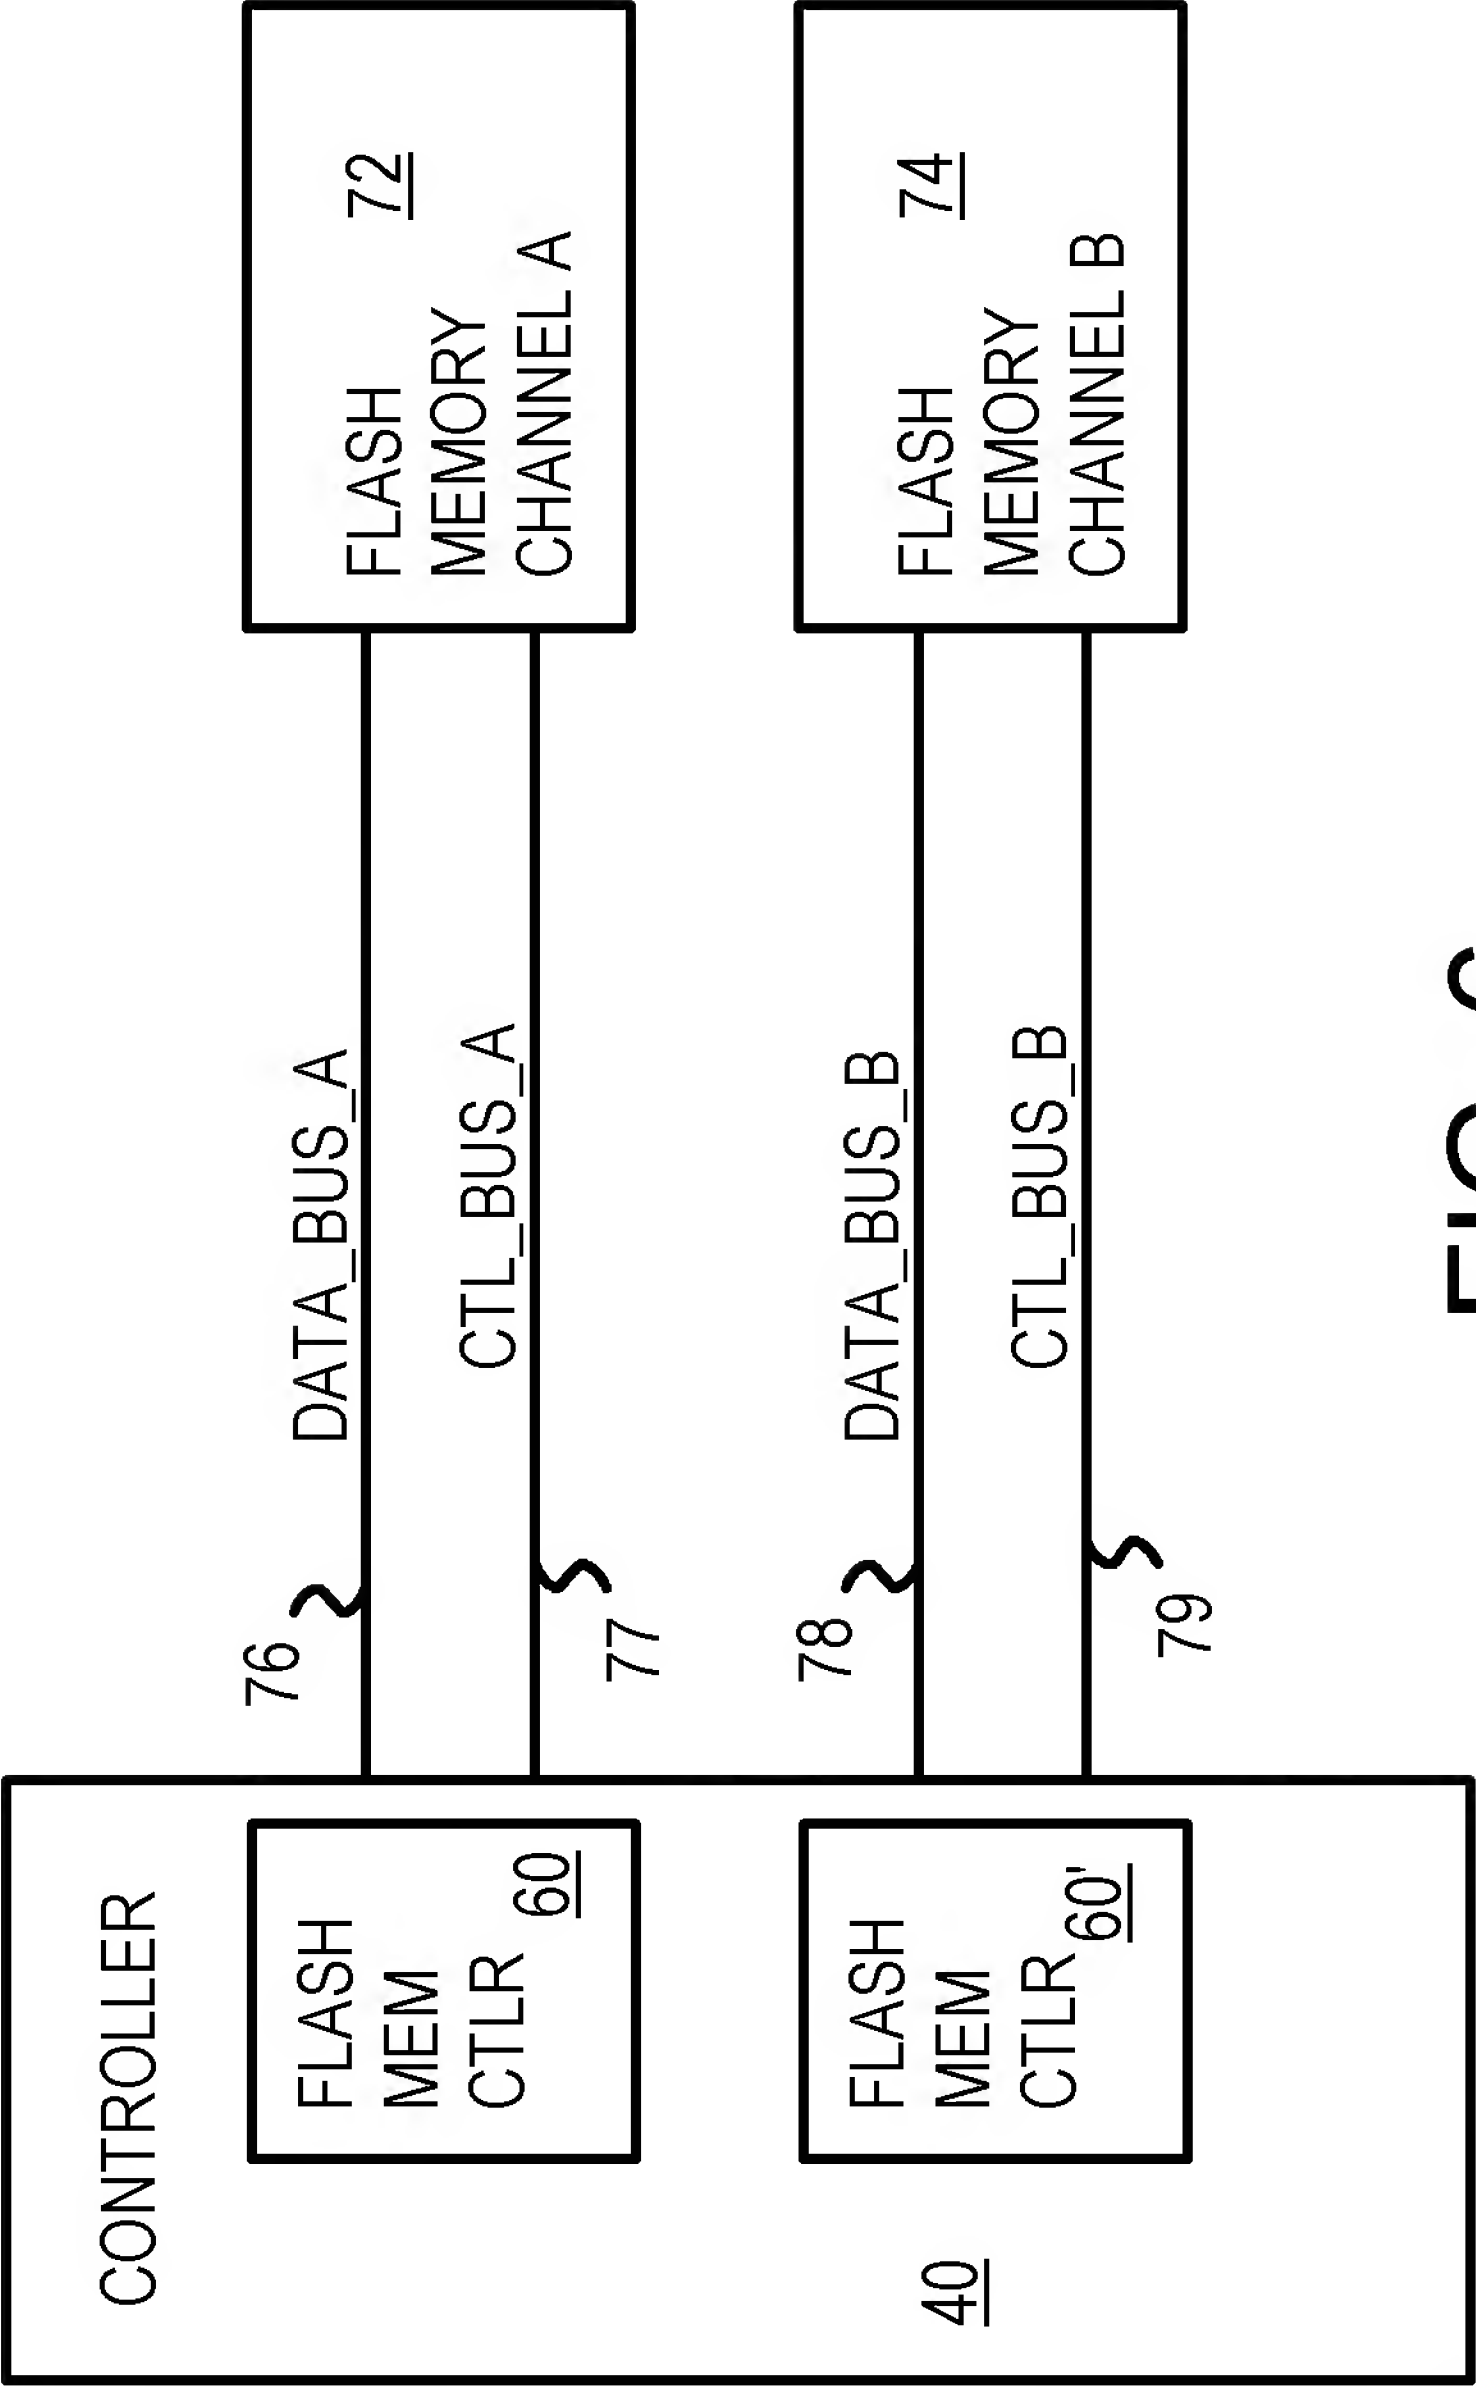 CONTROLLER
FLASH
MEM
CTLR
60
FLASH
MEM
CTLR
60'
40
76
DATA_BUS_A
CTL_BUS_A
77
78
DATA_BUS_B
CTL_BUS_B
79
72
FLASH
MEMORY
CHANNEL A
74
FLASH
MEMORY
CHANNEL B